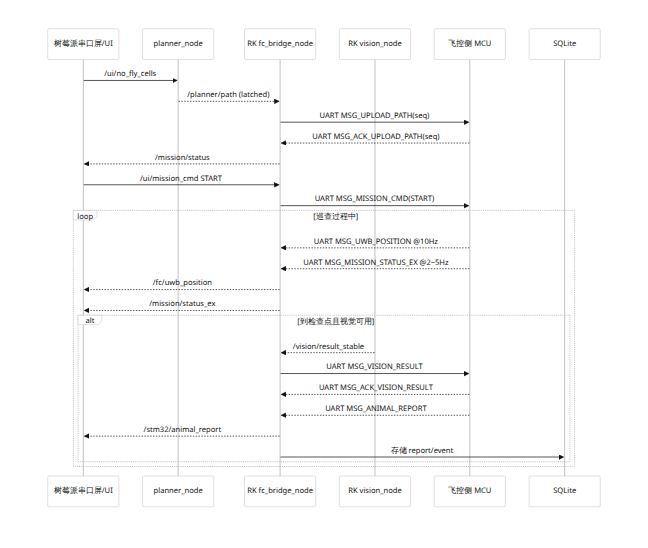 树莓派串口屏/UI
planner_node
RK fc_bridge_node
RK vision_node
飞控侧 MCU
SQLite
/ui/no_fly_cells
/planner/path (latched)
UART MSG_UPLOAD_PATH(seq)
UART MSG_ACK_UPLOAD_PATH(seq)
/mission/status
/ui/mission_cmd START
UART MSG_MISSION_CMD(START)
loop
[巡查过程中]
UART MSG_UWB_POSITION @10Hz
UART MSG_MISSION_STATUS_EX @2~5Hz
/fc/uwb_position
/mission/status_ex
alt
[到检查点且视觉可用]
/vision/result_stable
UART MSG_VISION_RESULT
UART MSG_ACK_VISION_RESULT
UART MSG_ANIMAL_REPORT
/stm32/animal_report
存储 report/event
树莓派串口屏/UI
planner_node
RK fc_bridge_node
RK vision_node
飞控侧 MCU
SQLite